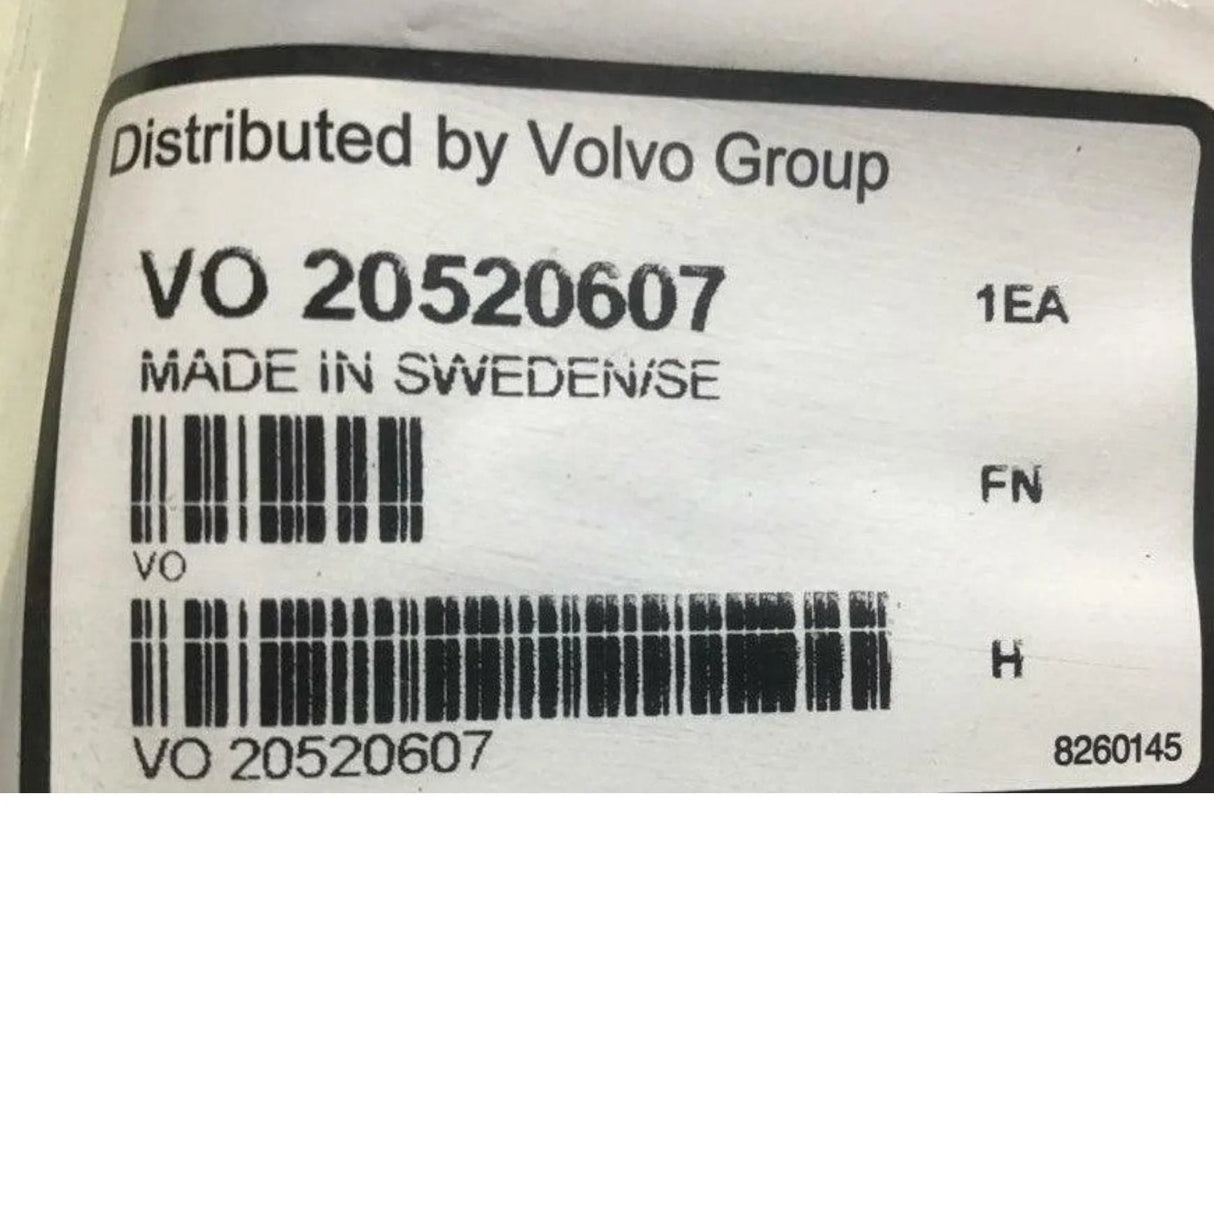 Distributed by Volvo Group
VO 20520607 1EA
MADE IN SWEDEN/SE
FN
VO
H
VO 20520607
8260145